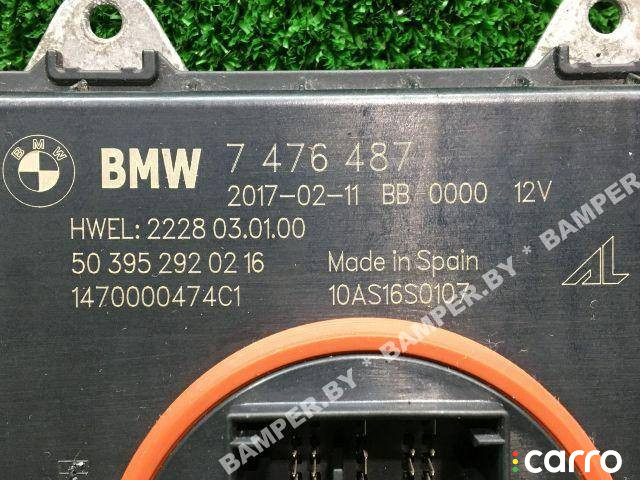 BMW
BMW 7 476 487
2017-02-11 BB 0000 12V
HWEL: 2228 03.01.00
50 395 292 02 16
Made in Spain
1470000474C1
10AS16S0107
AL
BAMPER.BY * BAMPER.BY * BAMPER.BY
carro